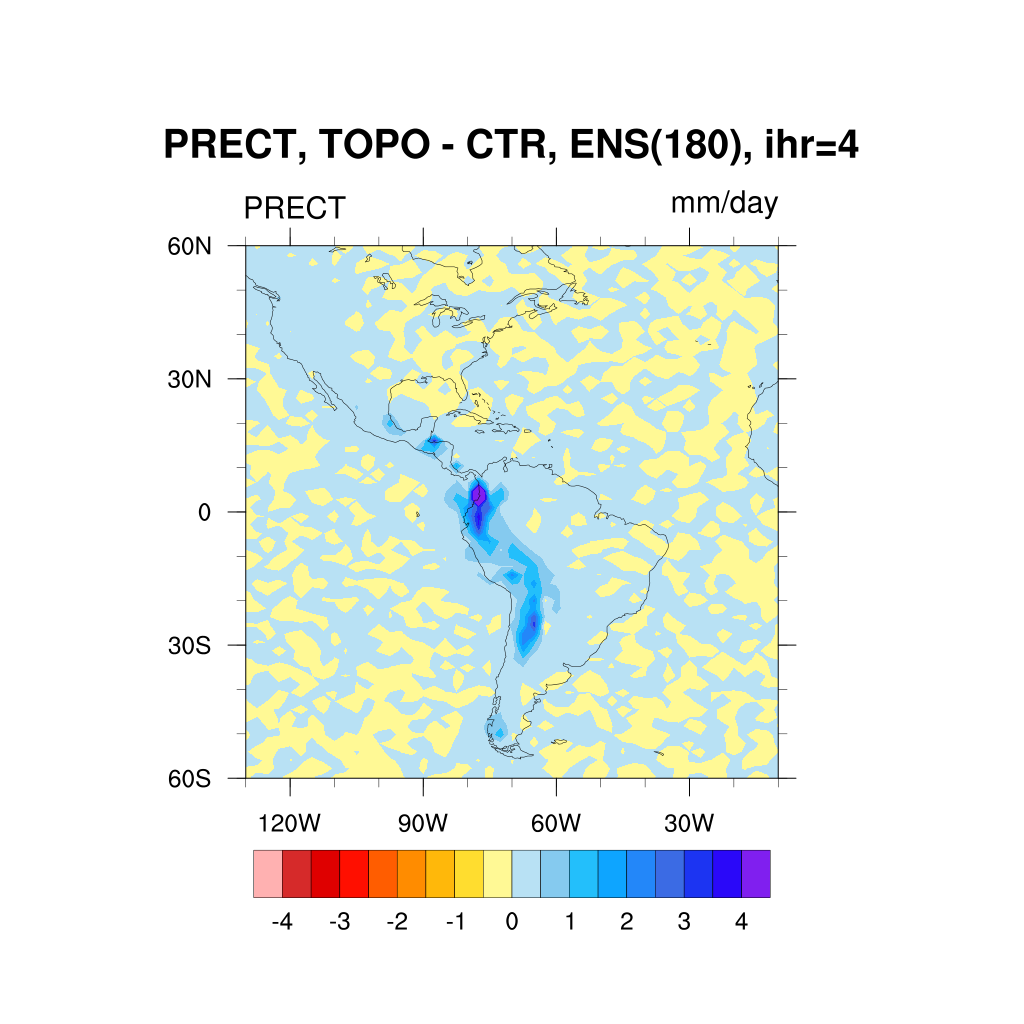 PRECT, TOPO - CTR, ENS(180), ihr=4
PRECT mm/day
60N
30N
0
30S
60S
120W 90W 60W 30W
-4 -3 -2 -1 0 1 2 3 4